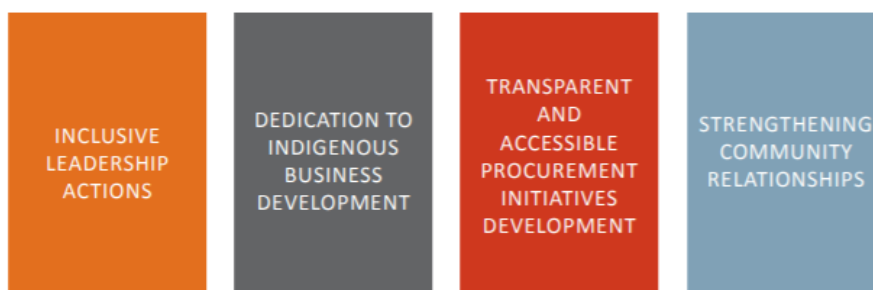 INCLUSIVE
LEADERSHIP
ACTIONS
DEDICATION TO
INDIGENOUS
BUSINESS
DEVELOPMENT
TRANSPARENT
AND
ACCESSIBLE
PROCUREMENT
INITIATIVES
DEVELOPMENT
STRENGTHENING
COMMUNITY
RELATIONSHIPS